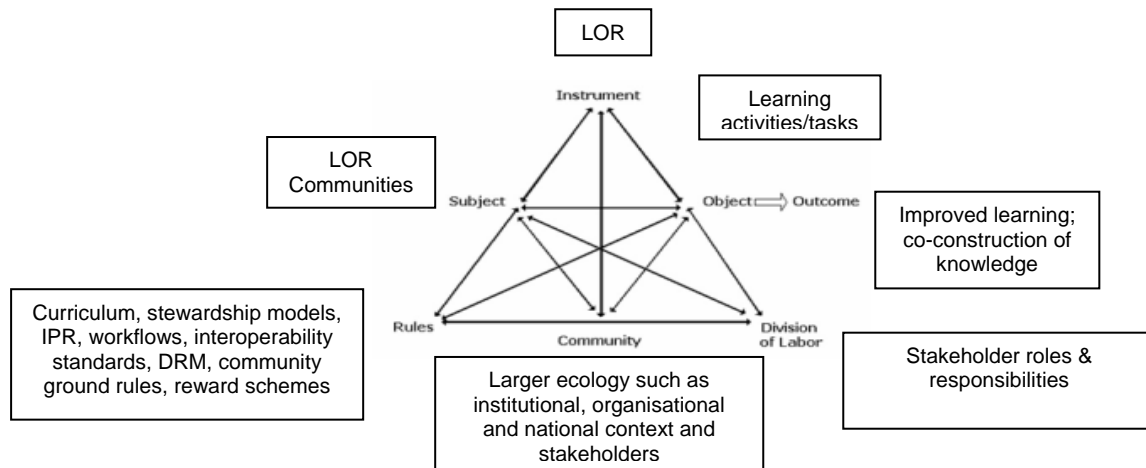 LOR
Instrument
Learning
activities/tasks
LOR
Communities
Subject
Object
Outcome
Improved learning;
co-construction of
knowledge
Curriculum, stewardship models,
IPR, workflows, interoperability
standards, DRM, community
ground rules, reward schemes
Rules
Community
Division
of Labor
Stakeholder roles &
responsibilities
Larger ecology such as
institutional, organisational
and national context and
stakeholders